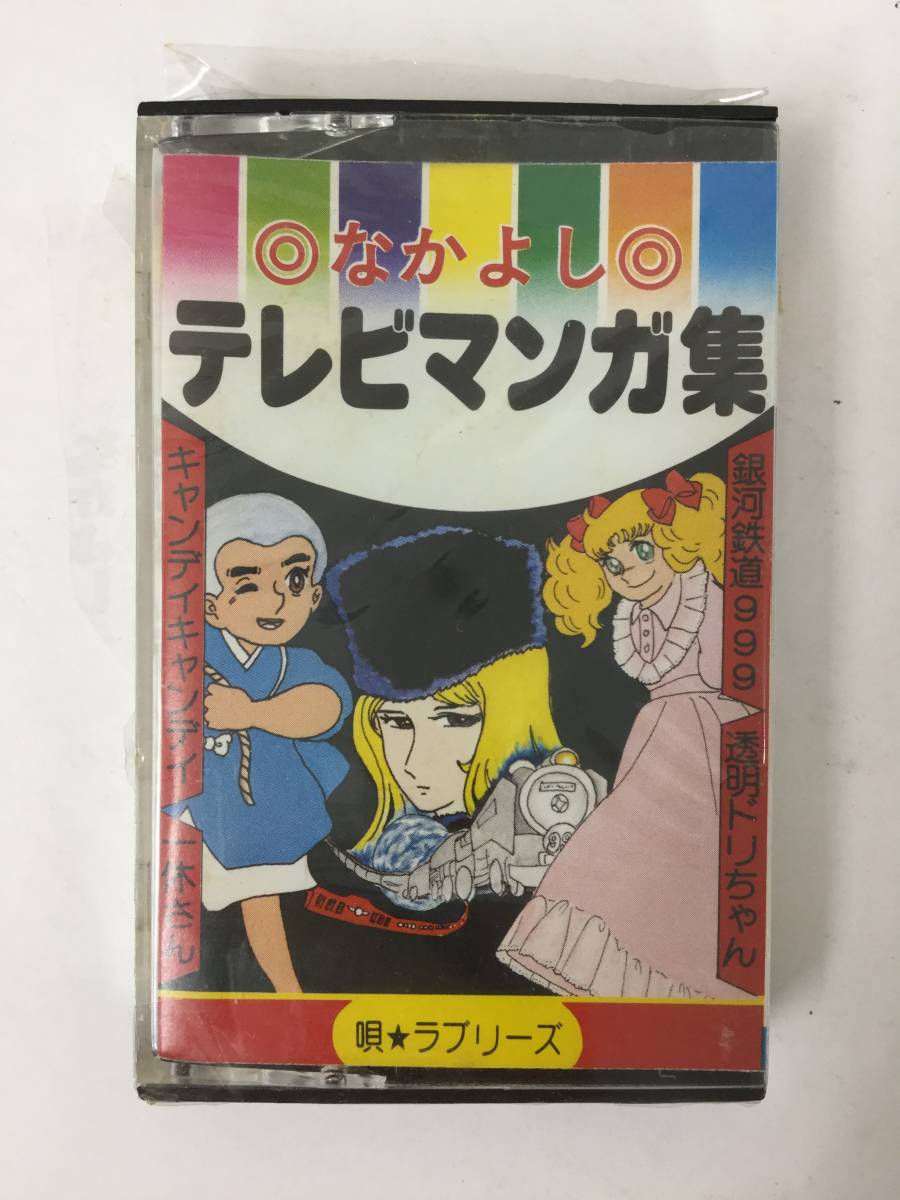 ◎なかよし◎
テレビマンガ集
銀河鉄道999
透明ドリちゃん
キャンディキャンディ
一休さん
唄★ラブリーズ